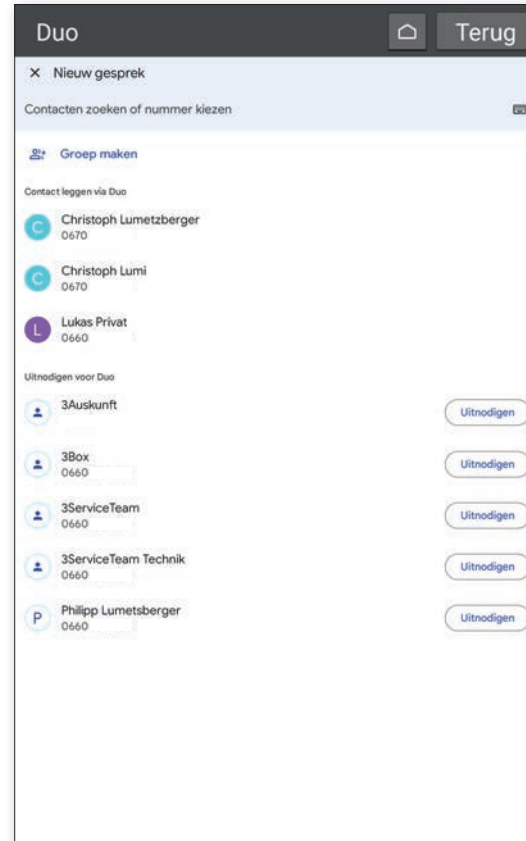 Duo
Terug
Nieuw gesprek
Contacten zoeken of nummer kiezen
Groep maken
Contact leggen via Duo
C
Christoph Lumetzberger
0670
C
Christoph Lumi
0670
L
Lukas Privat
0660
Uitnodigen voor Duo
3Auskunft
Uitnodigen
3Box
0660
Uitnodigen
3ServiceTeam
0660
Uitnodigen
3ServiceTeam Technik
0660
Uitnodigen
P
Philipp Lumetsberger
0660
Uitnodigen